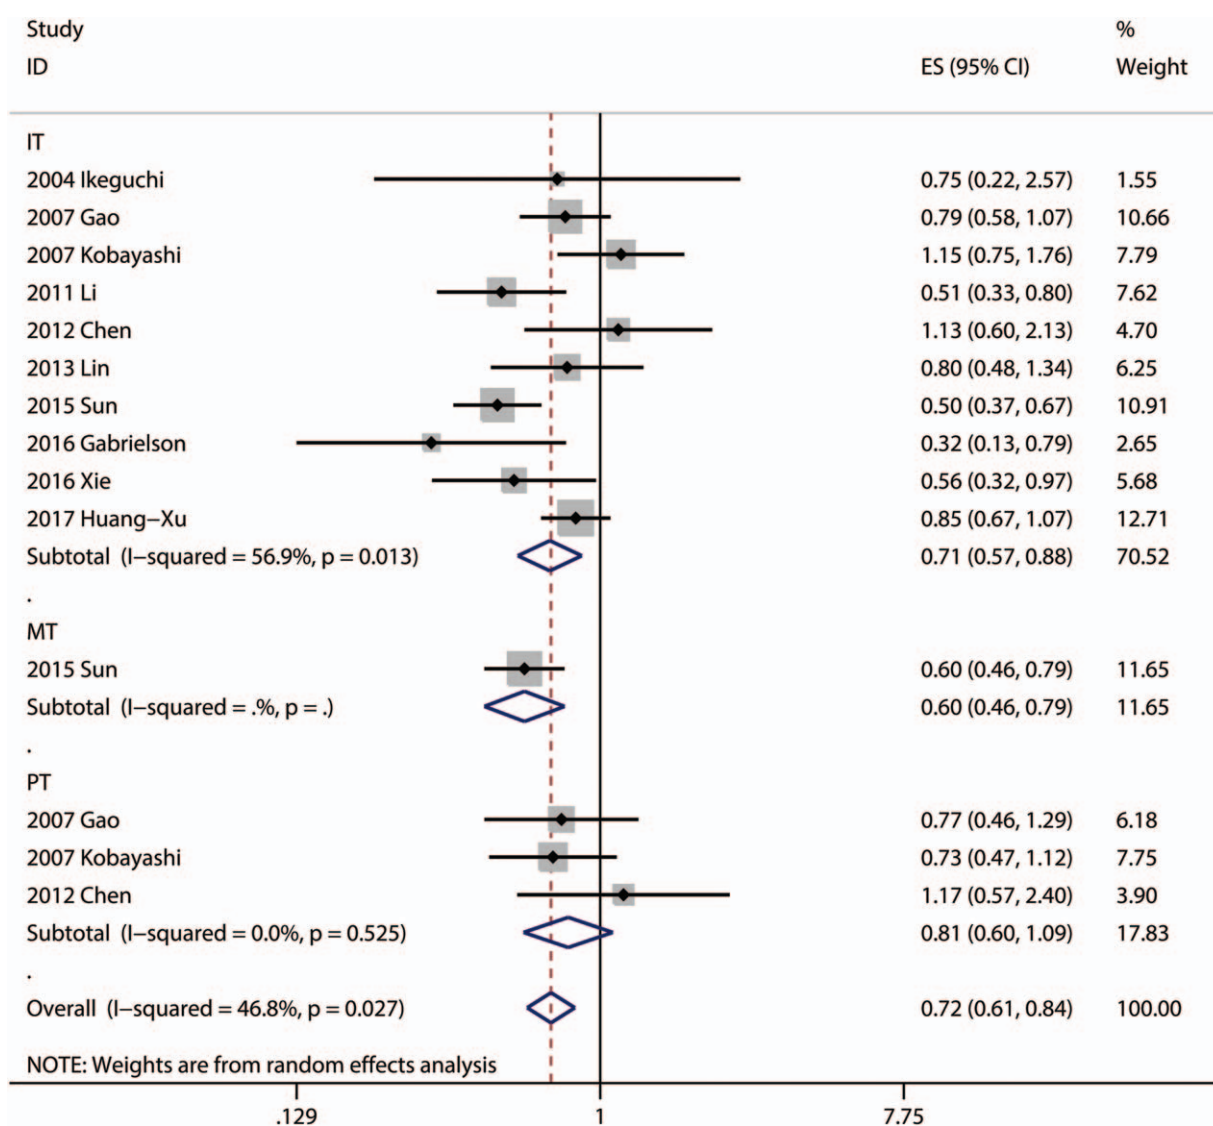 Study %
ID ES (95% CI) Weight
IT
2004 Ikeguchi 0.75 (0.22, 2.57) 1.55
2007 Gao 0.79 (0.58, 1.07) 10.66
2007 Kobayashi 1.15 (0.75, 1.76) 7.79
2011 Li 0.51 (0.33, 0.80) 7.62
2012 Chen 1.13 (0.60, 2.13) 4.70
2013 Lin 0.80 (0.48, 1.34) 6.25
2015 Sun 0.50 (0.37, 0.67) 10.91
2016 Gabrielson 0.32 (0.13, 0.79) 2.65
2016 Xie 0.56 (0.32, 0.97) 5.68
2017 Huang−Xu 0.85 (0.67, 1.07) 12.71
Subtotal (I−squared = 56.9%, p = 0.013) 0.71 (0.57, 0.88) 70.52
.
MT
2015 Sun 0.60 (0.46, 0.79) 11.65
Subtotal (I−squared = .%, p = .) 0.60 (0.46, 0.79) 11.65
.
PT
2007 Gao 0.77 (0.46, 1.29) 6.18
2007 Kobayashi 0.73 (0.47, 1.12) 7.75
2012 Chen 1.17 (0.57, 2.40) 3.90
Subtotal (I−squared = 0.0%, p = 0.525) 0.81 (0.60, 1.09) 17.83
.
Overall (I−squared = 46.8%, p = 0.027) 0.72 (0.61, 0.84) 100.00
NOTE: Weights are from random effects analysis
.129 1 7.75